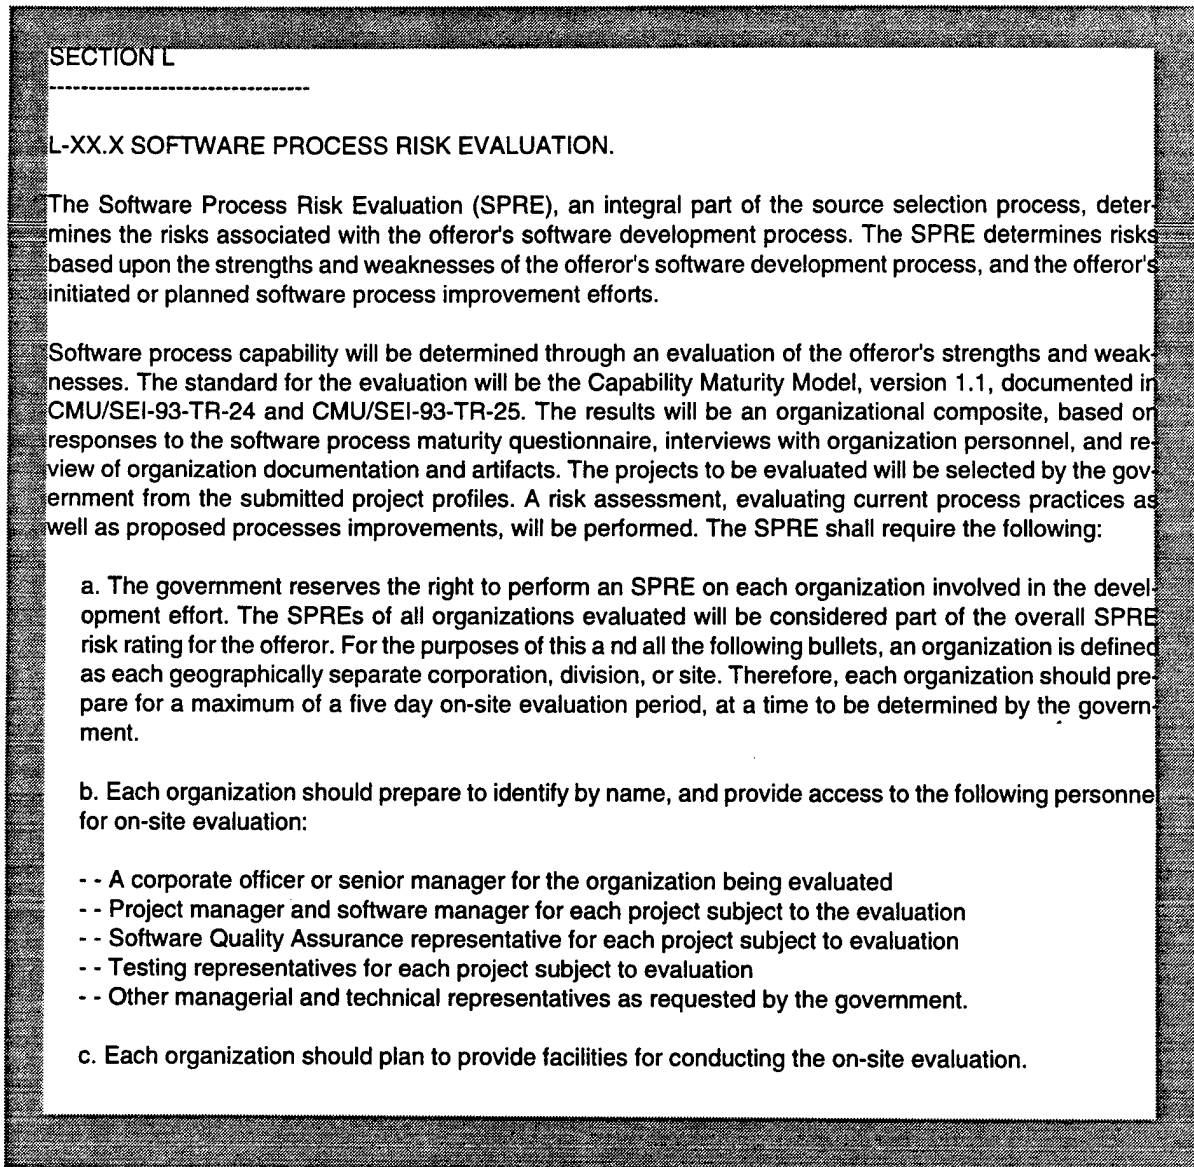 SECTION L
---------------------------------
L-XX.X SOFTWARE PROCESS RISK EVALUATION.
The Software Process Risk Evaluation (SPRE), an integral part of the source selection process, deter-
mines the risks associated with the offeror's software development process. The SPRE determines risks
based upon the strengths and weaknesses of the offeror's software development process, and the offeror's
initiated or planned software process improvement efforts.
Software process capability will be determined through an evaluation of the offeror's strengths and weak-
nesses. The standard for the evaluation will be the Capability Maturity Model, version 1.1, documented in
CMU/SEI-93-TR-24 and CMU/SEI-93-TR-25. The results will be an organizational composite, based on
responses to the software process maturity questionnaire, interviews with organization personnel, and re-
view of organization documentation and artifacts. The projects to be evaluated will be selected by the gov-
ernment from the submitted project profiles. A risk assessment, evaluating current process practices as
well as proposed processes improvements, will be performed. The SPRE shall require the following:
a. The government reserves the right to perform an SPRE on each organization involved in the devel-
opment effort. The SPREs of all organizations evaluated will be considered part of the overall SPRE
risk rating for the offeror. For the purposes of this a nd all the following bullets, an organization is defined
as each geographically separate corporation, division, or site. Therefore, each organization should pre-
pare for a maximum of a five day on-site evaluation period, at a time to be determined by the govern-
ment.
b. Each organization should prepare to identify by name, and provide access to the following personnel
for on-site evaluation:
- - A corporate officer or senior manager for the organization being evaluated
- - Project manager and software manager for each project subject to the evaluation
- - Software Quality Assurance representative for each project subject to evaluation
- - Testing representatives for each project subject to evaluation
- - Other managerial and technical representatives as requested by the government.
c. Each organization should plan to provide facilities for conducting the on-site evaluation.